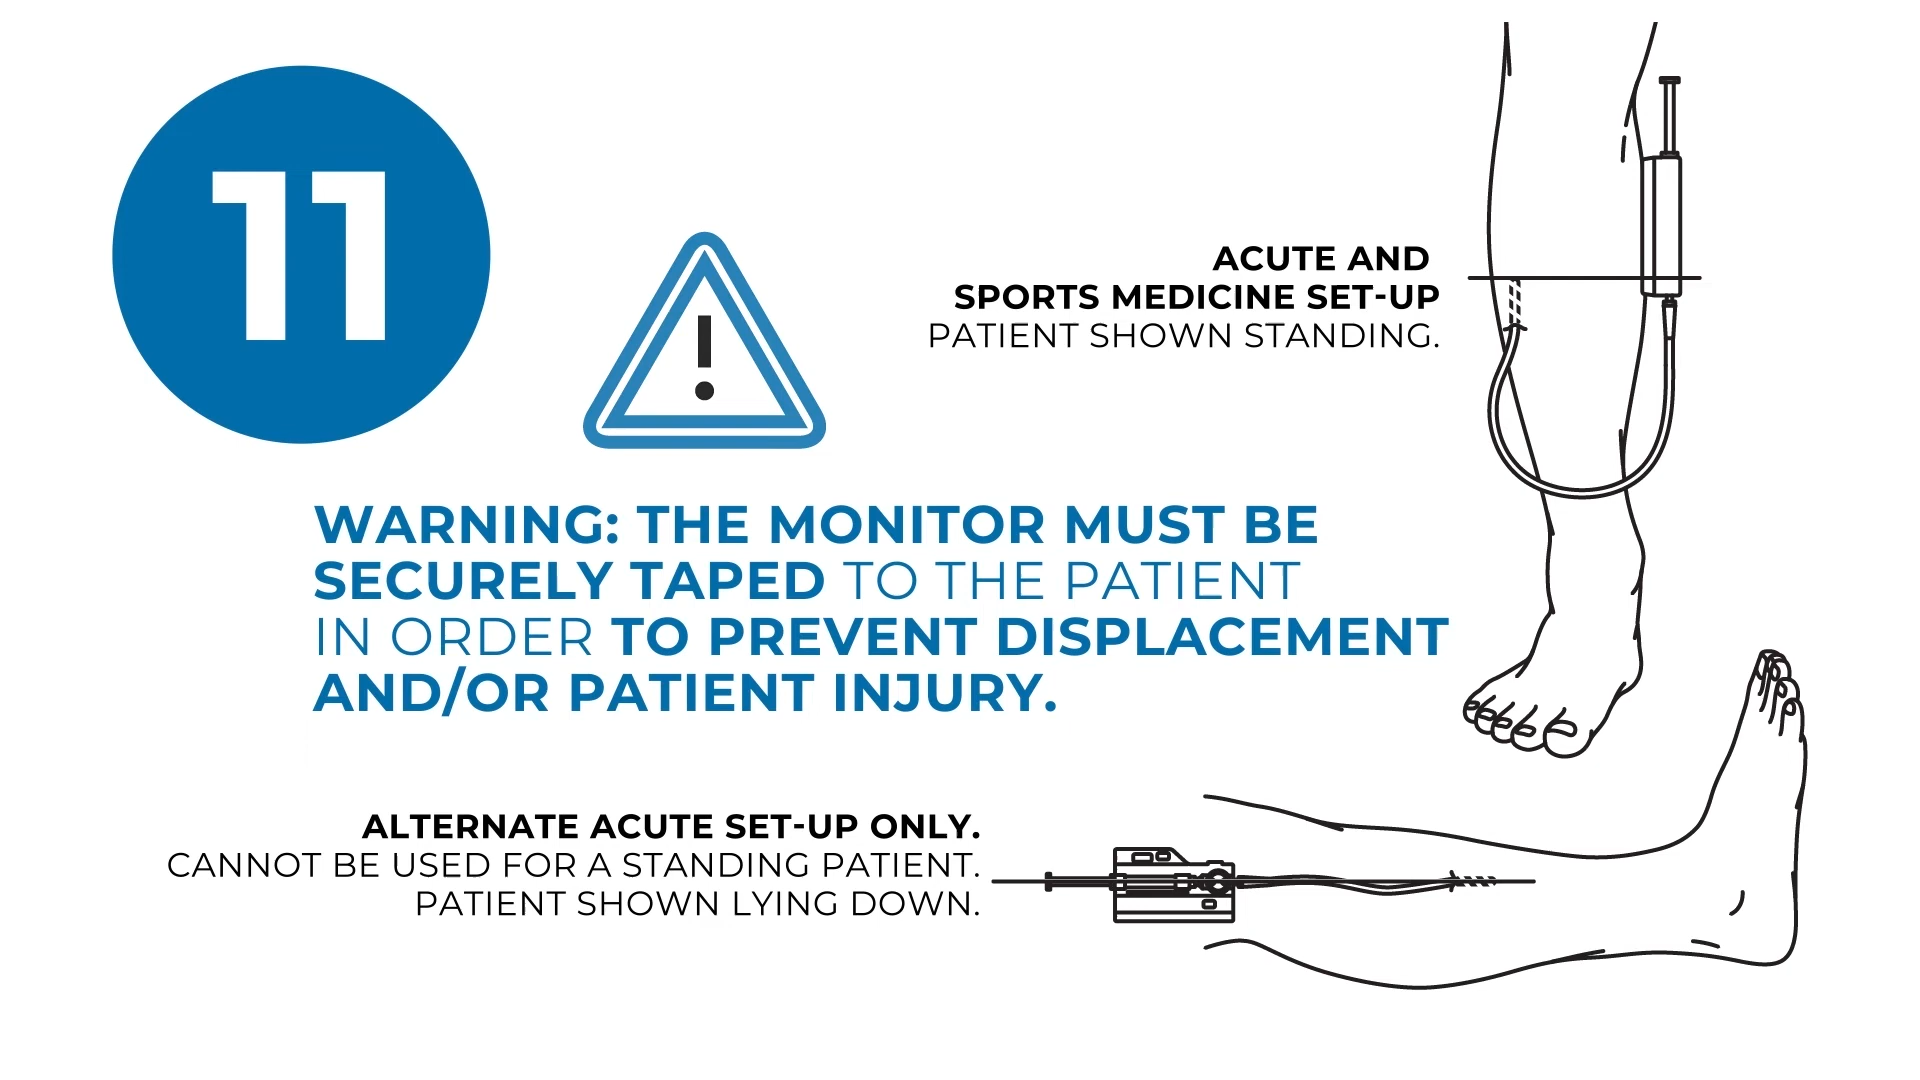 11
ACUTE AND
SPORTS MEDICINE SET-UP
PATIENT SHOWN STANDING.
WARNING: THE MONITOR MUST BE
SECURELY TAPED TO THE PATIENT
IN ORDER TO PREVENT DISPLACEMENT
AND/OR PATIENT INJURY.
ALTERNATE ACUTE SET-UP ONLY.
CANNOT BE USED FOR A STANDING PATIENT.
PATIENT SHOWN LYING DOWN.